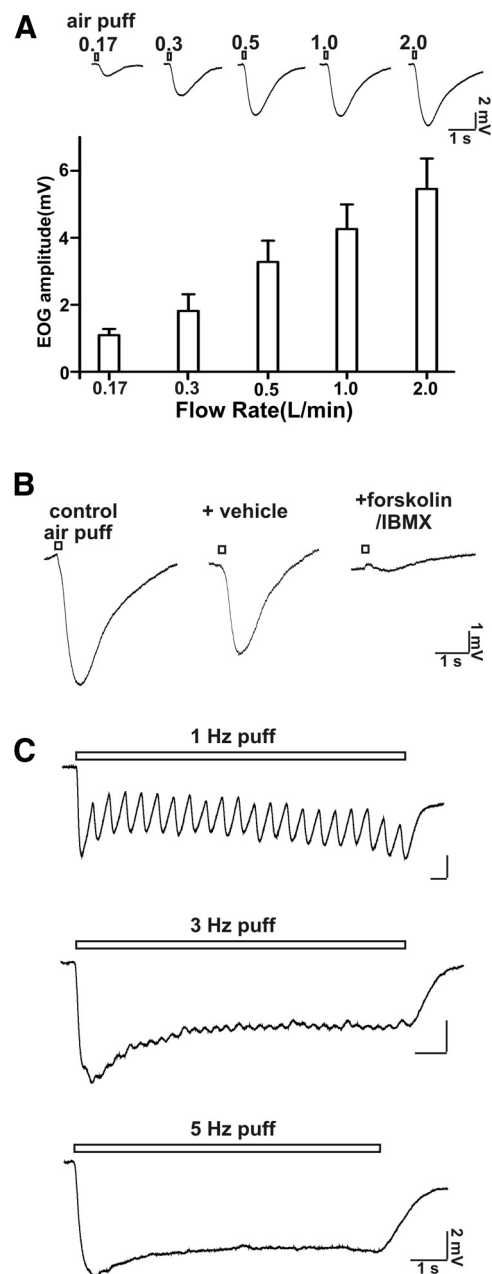 A
air puff
0.17 0.3 0.5 1.0 2.0
2 mV
1 s
EOG amplitude(mV)
6
4
2
0
0.17 0.3 0.5 1.0 2.0
Flow Rate(L/min)
B
control
air puff
+ vehicle
+forskolin
/IBMX
1 mV
1 s
C
1 Hz puff
3 Hz puff
5 Hz puff
2 mV
1 s